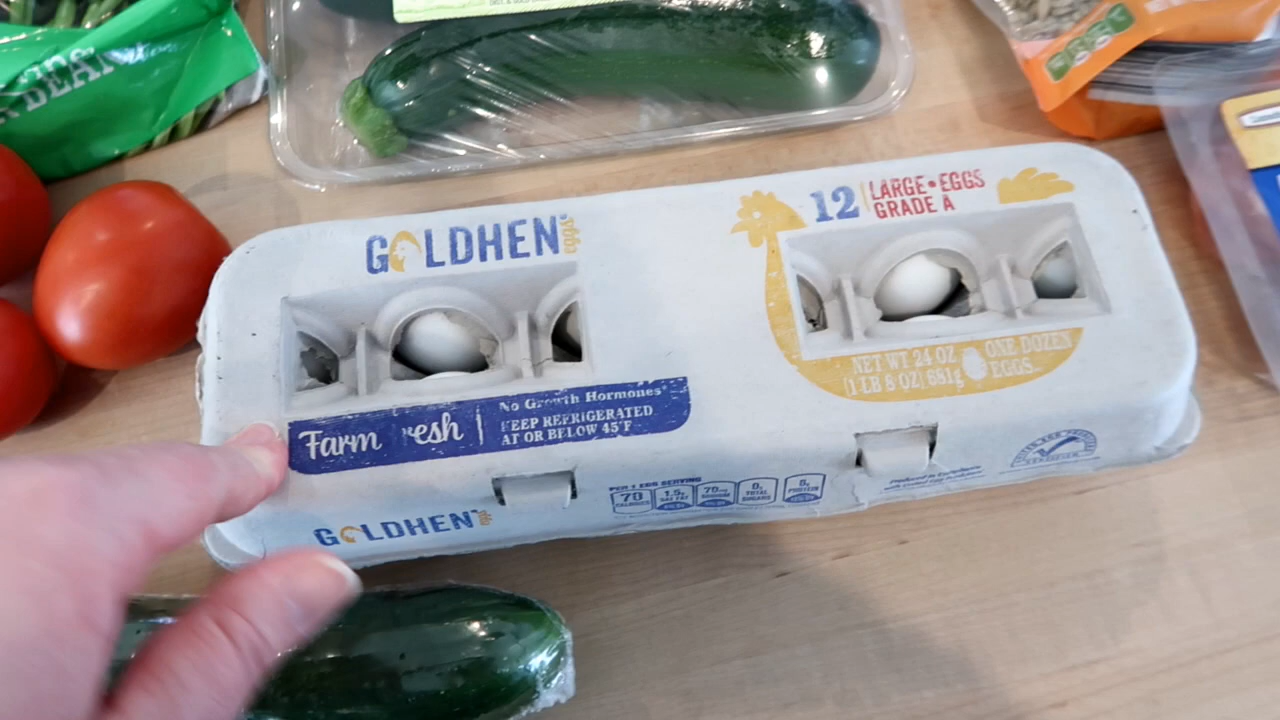 BEAN
GOLDHEN eggs
12 LARGE•EGGS
GRADE A
NET WT 24 OZ
(1 LB 8 OZ) 681g
ONE DOZEN
EGGS
Farm resh
No Growth Hormones*
KEEP REFRIGERATED
AT OR BELOW 45°F
PER 1 EGG SERVING
70 CALORIES
1.5g SAT FAT
70mg SODIUM
0g TOTAL SUGARS
PROTEIN
GOLDHEN